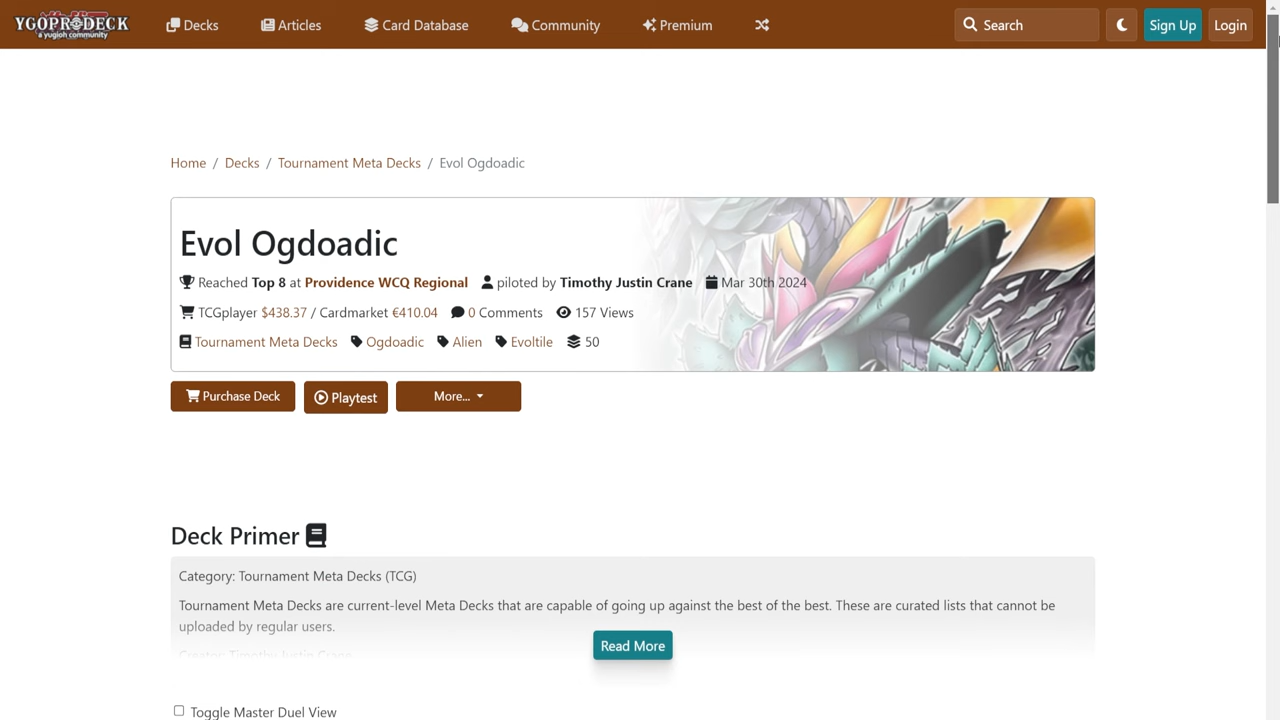 YGOPRODECK
a yugioh community
Decks
Articles
Card Database
Community
Premium
Search
Sign Up
Login
Home / Decks / Tournament Meta Decks / Evol Ogdoadic
Evol Ogdoadic
Reached Top 8 at Providence WCQ Regional piloted by Timothy Justin Crane Mar 30th 2024
TCGplayer $438.37 / Cardmarket €410.04 0 Comments 157 Views
Tournament Meta Decks Ogdoadic Alien Evoltile 50
Purchase Deck
Playtest
More...
Deck Primer
Category: Tournament Meta Decks (TCG)
Tournament Meta Decks are current-level Meta Decks that are capable of going up against the best of the best. These are curated lists that cannot be
uploaded by regular users.
Creator: Timothy Justin Crane
Read More
Toggle Master Duel View